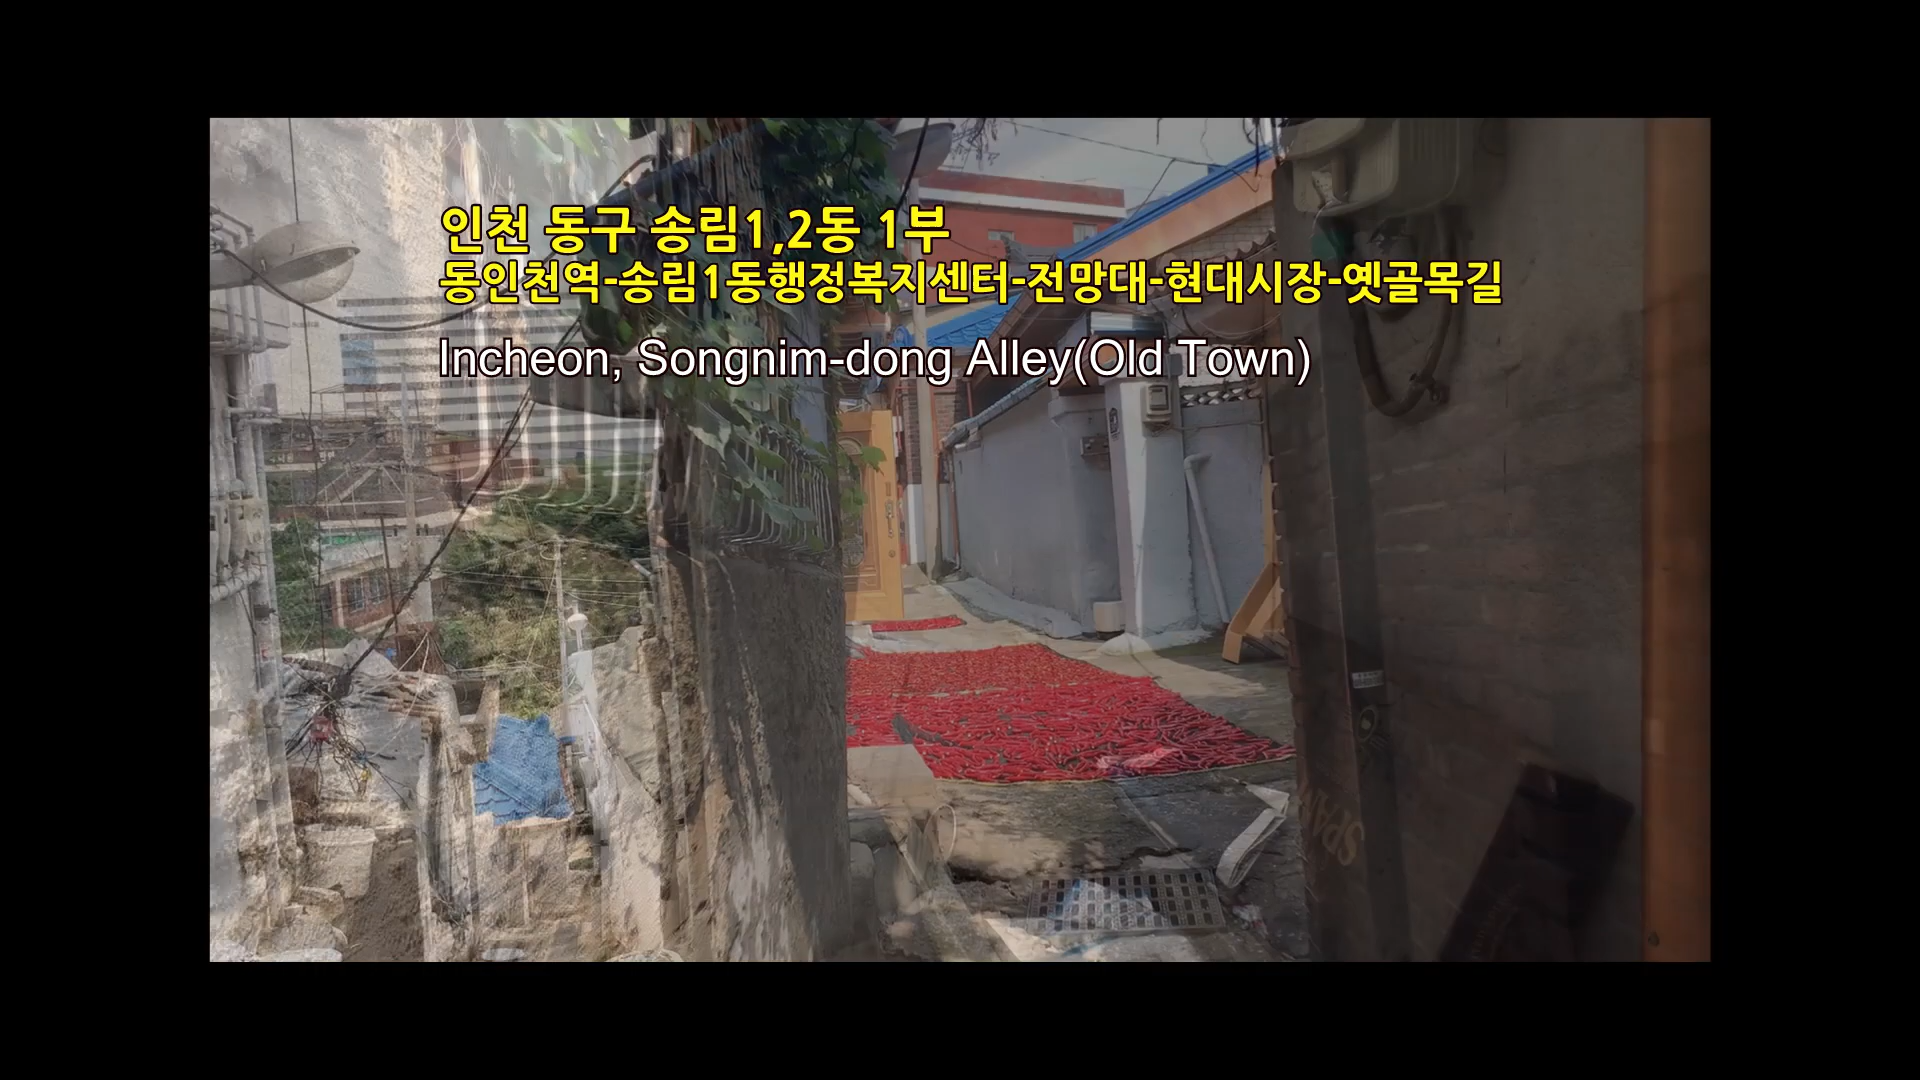 인천 동구 송림1,2동 1부
동인천역-송림1동행정복지센터-전망대-현대시장-옛골목길
Incheon, Songnim-dong Alley(Old Town)
SPAM